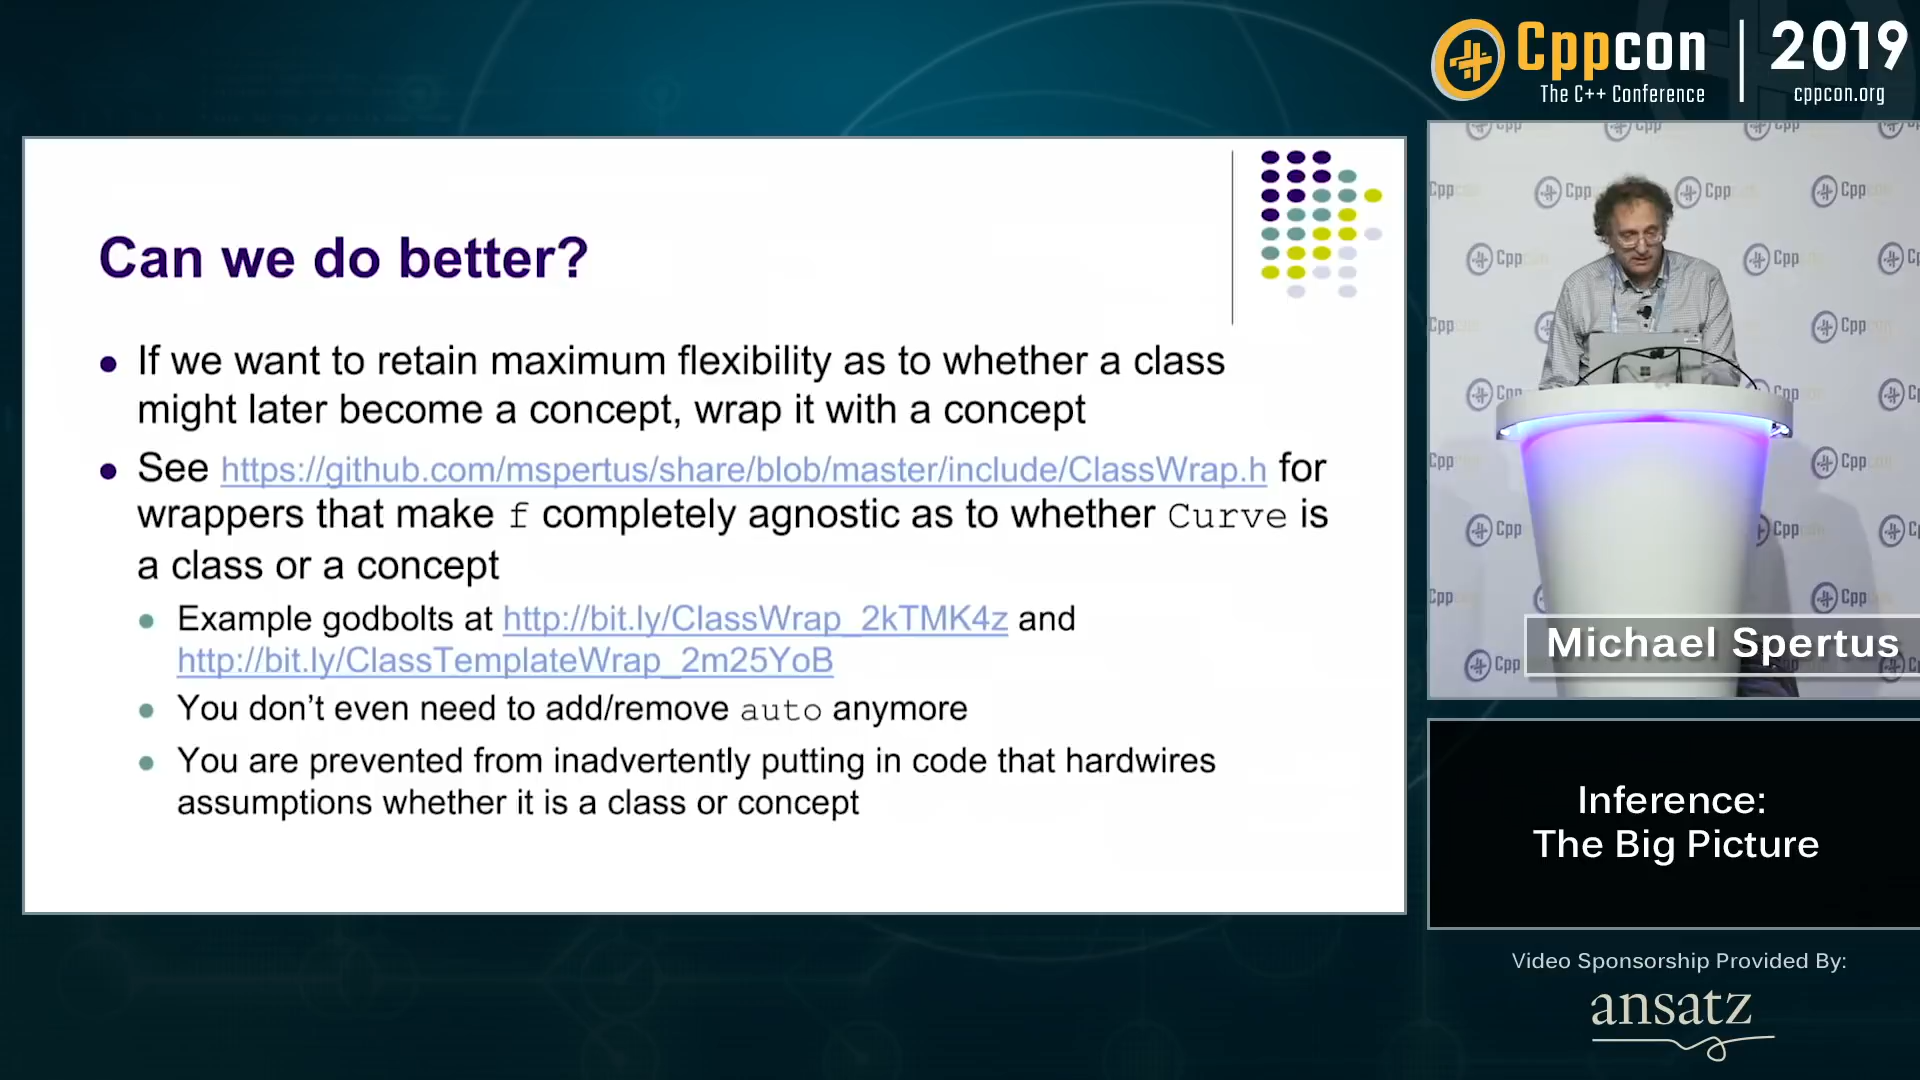 Cppcon | 2019
The C++ Conference
cppcon.org
Can we do better?
If we want to retain maximum flexibility as to whether a class
might later become a concept, wrap it with a concept
See https://github.com/mspertus/share/blob/master/include/ClassWrap.h for
wrappers that make f completely agnostic as to whether Curve is
a class or a concept
Example godbolts at http://bit.ly/ClassWrap_2kTMK4z and
http://bit.ly/ClassTemplateWrap_2m25YoB
You don't even need to add/remove auto anymore
You are prevented from inadvertently putting in code that hardwires
assumptions whether it is a class or concept
Michael Spertus
Inference:
The Big Picture
Video Sponsorship Provided By:
ansatz